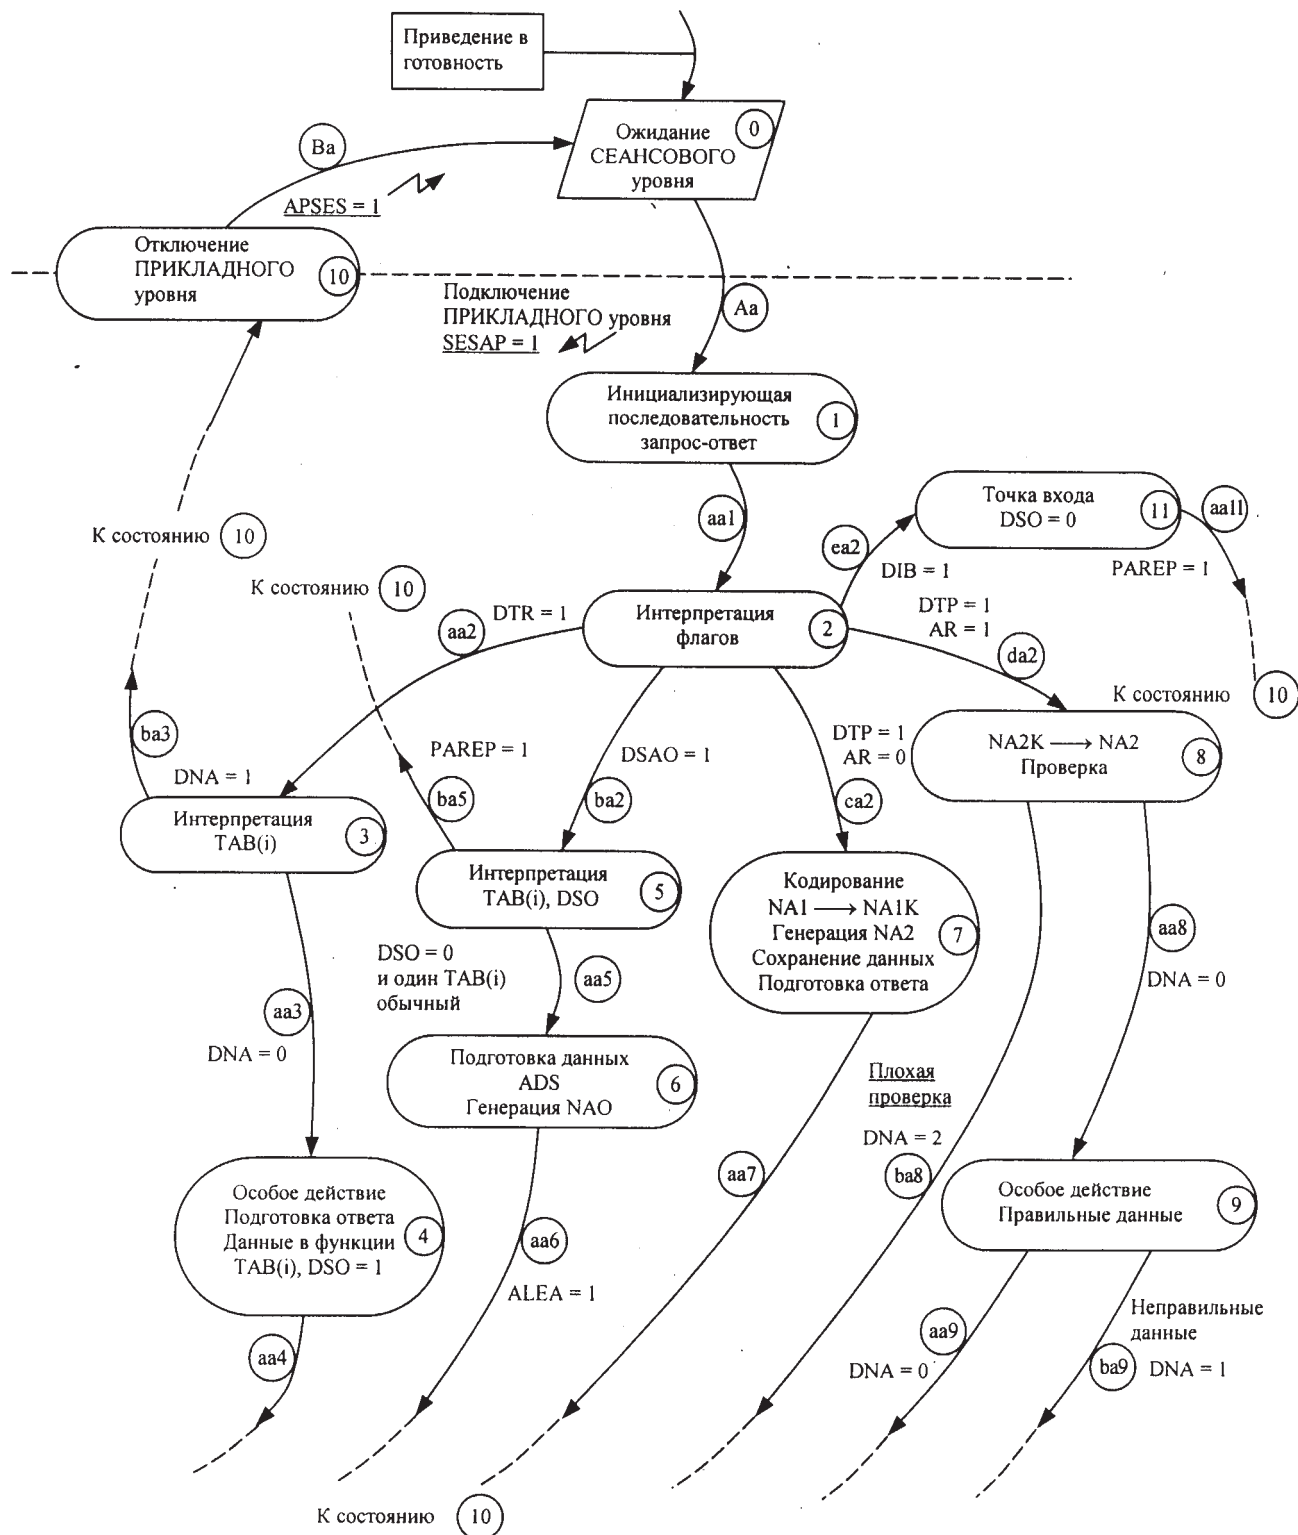 Приведение в
готовность
Ожидание
СЕАНСОВОГО
уровня
0
Ba
APSES = 1
Отключение
ПРИКЛАДНОГО
уровня
10
Подключение
ПРИКЛАДНОГО уровня
SESAP = 1
Aa
Инициализирующая
последовательность
запрос-ответ
1
aa1
Точка входа
DSO = 0
11
aa11
ea2
DIB = 1
PAREP = 1
К состоянию 10
К состоянию 10
DTR = 1
aa2
Интерпретация
флагов
2
DTP = 1
AR = 1
da2
К состоянию 10
ba3
DNA = 1
PAREP = 1
ba5
DSAO = 1
ba2
DTP = 1
AR = 0
ca2
NA2K ⟶ NA2
Проверка
8
Интерпретация
TAB(i)
3
Интерпретация
TAB(i), DSO
5
Кодирование
NA1 ⟶ NA1K
Генерация NA2
Сохранение данных
Подготовка ответа
7
aa8
DNA = 0
DSO = 0
и один TAB(i)
обычный
aa5
aa3
DNA = 0
Подготовка данных
ADS
Генерация NAO
6
Плохая
проверка
DNA = 2
ba8
aa7
Особое действие
Подготовка ответа
Данные в функции
TAB(i), DSO = 1
4
Особое действие
Правильные данные
9
aa6
ALEA = 1
aa4
aa9
DNA = 0
Неправильные
данные
ba9
DNA = 1
К состоянию 10